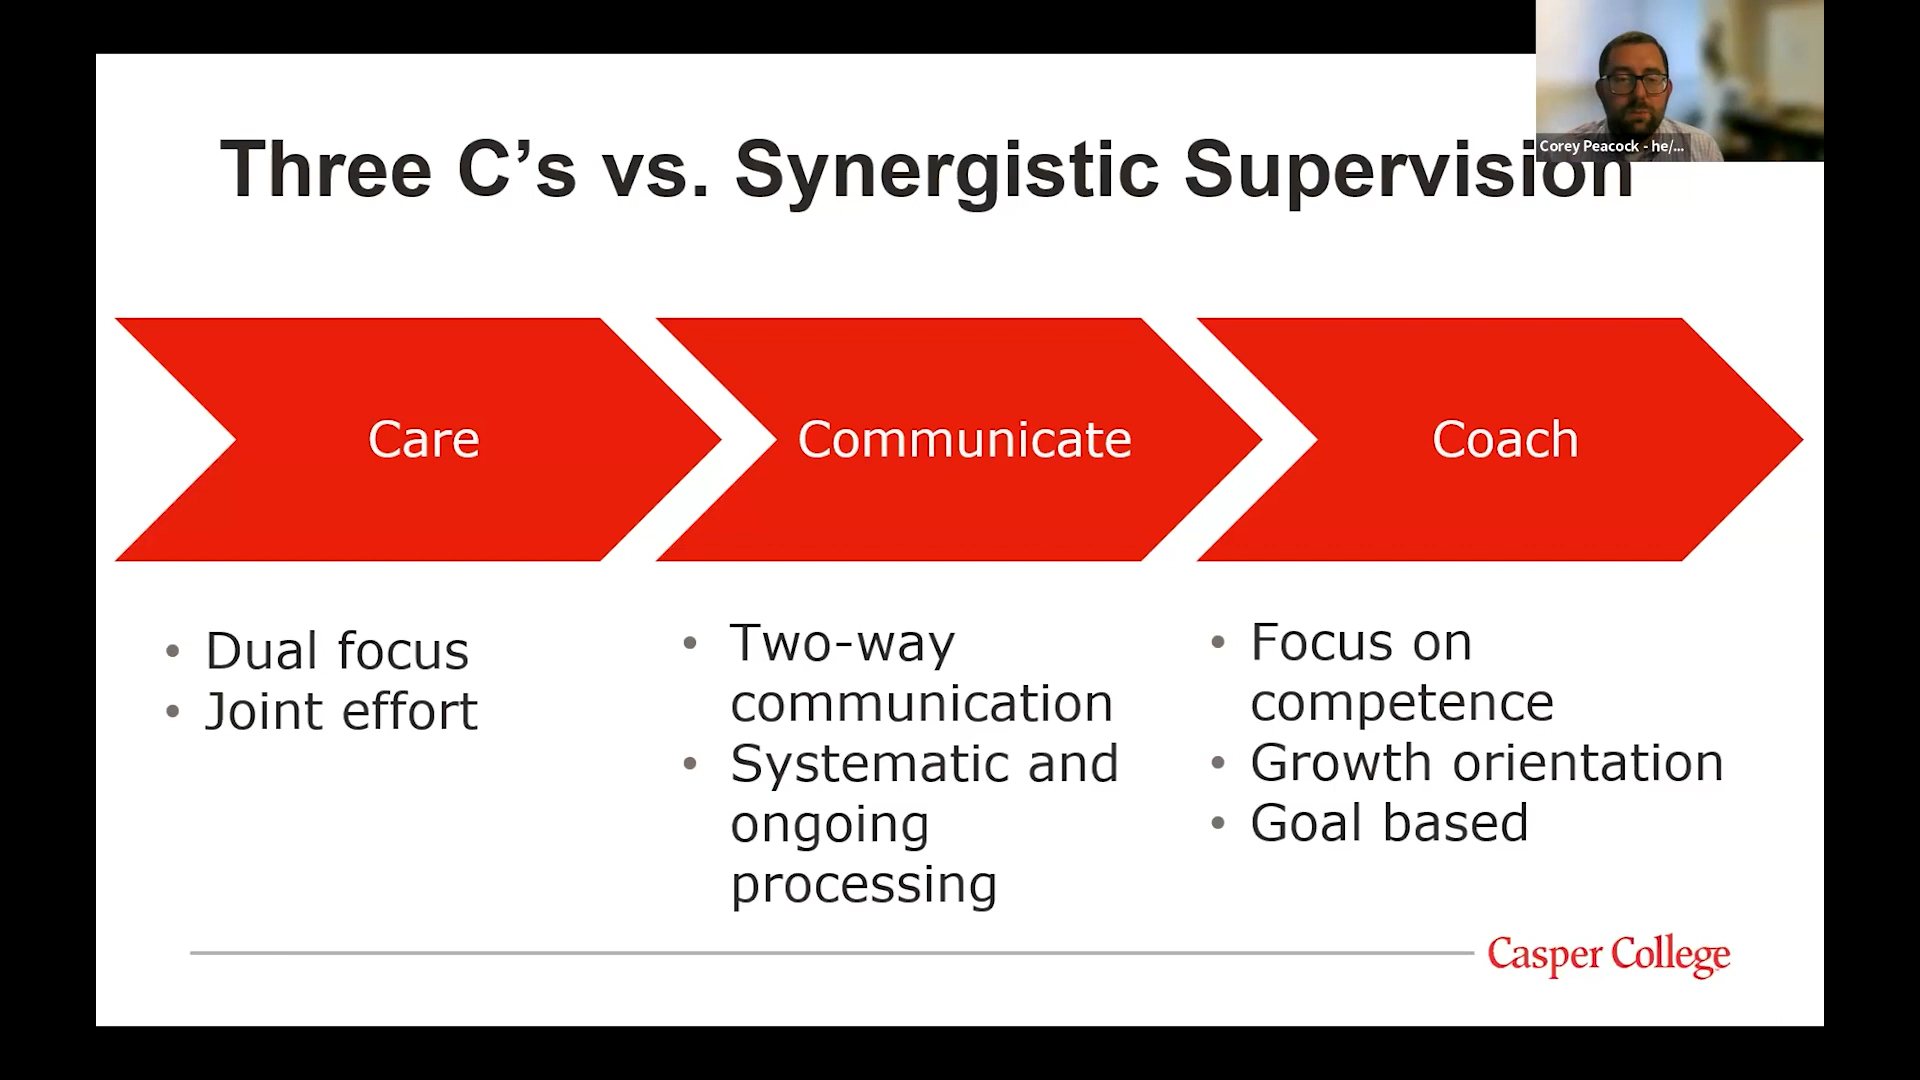 Three C’s vs. Synergistic Supervision
Corey Peacock - he/...
Care
Communicate
Coach
• Dual focus
• Joint effort
• Two-way
communication
• Systematic and
ongoing
processing
• Focus on
competence
• Growth orientation
• Goal based
Casper College